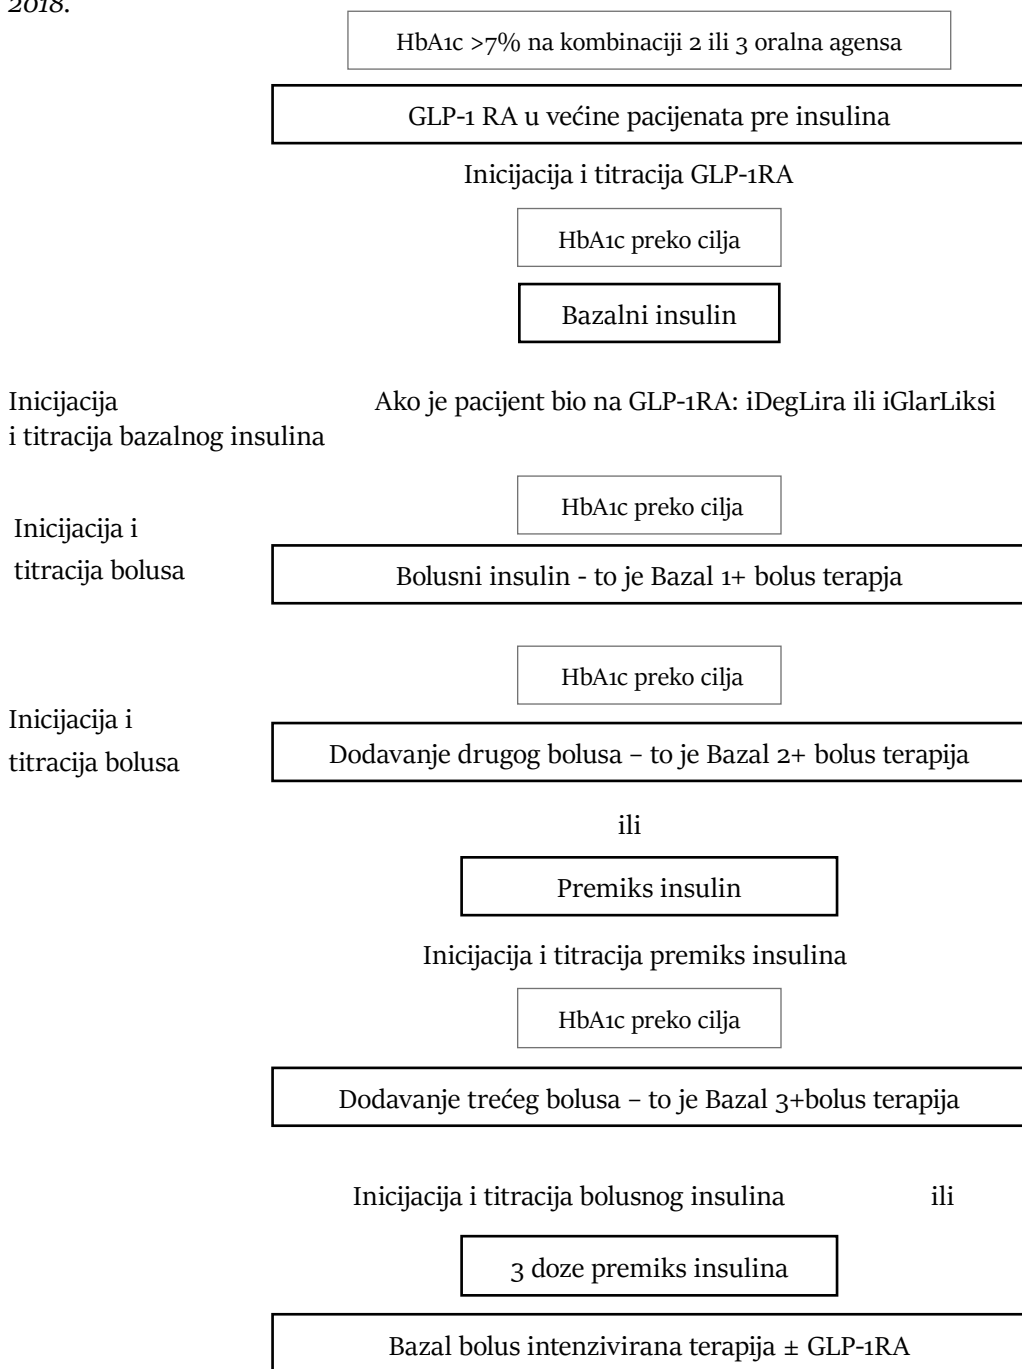 2018.
HbA1c >7% na kombinaciji 2 ili 3 oralna agensa
GLP-1 RA u većine pacijenata pre insulina
Inicijacija i titracija GLP-1RA
HbA1c preko cilja
Bazalni insulin
Inicijacija
i titracija bazalnog insulina
Ako je pacijent bio na GLP-1RA: iDegLira ili iGlarLiksi
HbA1c preko cilja
Inicijacija i
titracija bolusa
Bolusni insulin - to je Bazal 1+ bolus terapja
HbA1c preko cilja
Inicijacija i
titracija bolusa
Dodavanje drugog bolusa – to je Bazal 2+ bolus terapija
ili
Premiks insulin
Inicijacija i titracija premiks insulina
HbA1c preko cilja
Dodavanje trećeg bolusa – to je Bazal 3+bolus terapija
Inicijacija i titracija bolusnog insulina ili
3 doze premiks insulina
Bazal bolus intenzivirana terapija ± GLP-1RA